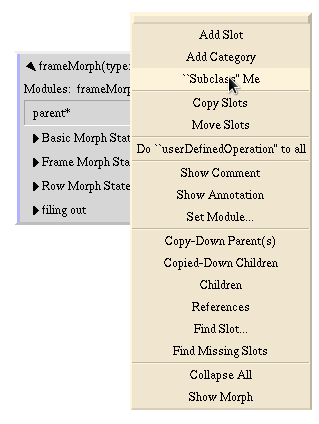 frameMorph(type:
Modules: frameMorp
parent*
Basic Morph Stat
Frame Morph Sta
Row Morph State
filing out
Add Slot
Add Category
``Subclass'' Me
Copy Slots
Move Slots
Do ``userDefinedOperation'' to all
Show Comment
Show Annotation
Set Module...
Copy-Down Parent(s)
Copied-Down Children
Children
References
Find Slot...
Find Missing Slots
Collapse All
Show Morph